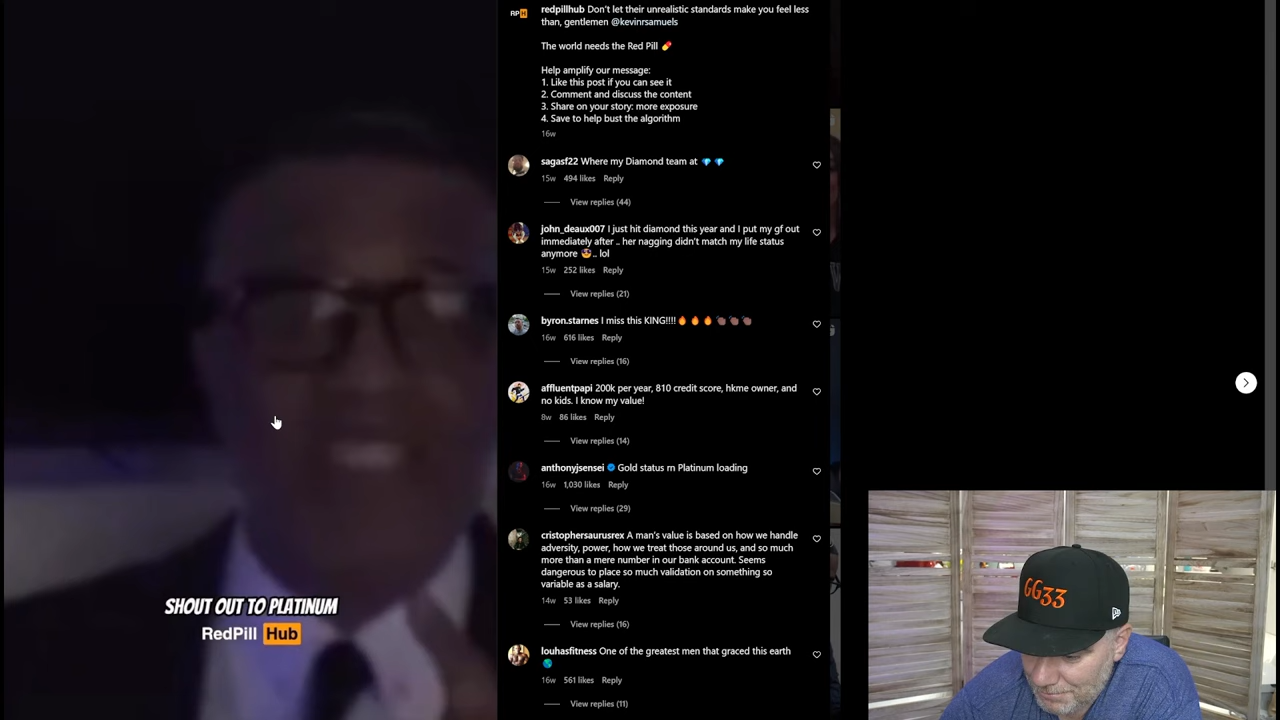 RPH
redpillhub Don't let their unrealistic standards make you feel less
than, gentlemen @kevinrsamuels
The world needs the Red Pill 💊
Help amplify our message:
1. Like this post if you can see it
2. Comment and discuss the content
3. Share on your story: more exposure
4. Save to help bust the algorithm
16w
sagasf22 Where my Diamond team at 💎 💎
15w 494 likes Reply
View replies (44)
john_deaux007 I just hit diamond this year and I put my gf out
immediately after .. her nagging didn't match my life status
anymore .. lol
15w 252 likes Reply
View replies (21)
byron.starnes I miss this KING!!!!🔥🔥🔥👏🏾👏🏾👏🏾
16w 616 likes Reply
View replies (16)
affluentpapi 200k per year, 810 credit score, hkme owner, and
no kids. I know my value!
8w 86 likes Reply
View replies (14)
anthonyjsensei Gold status rn Platinum loading
16w 1,030 likes Reply
View replies (29)
cristophersaurusrex A man's value is based on how we handle
adversity, power, how we treat those around us, and so much
more than a mere number in our bank account. Seems
dangerous to place so much validation on something so
variable as a salary.
14w 53 likes Reply
View replies (16)
louhasfitness One of the greatest men that graced this earth
🌎
16w 561 likes Reply
View replies (11)
SHOUT OUT TO PLATINUM
RedPill Hub
GG33